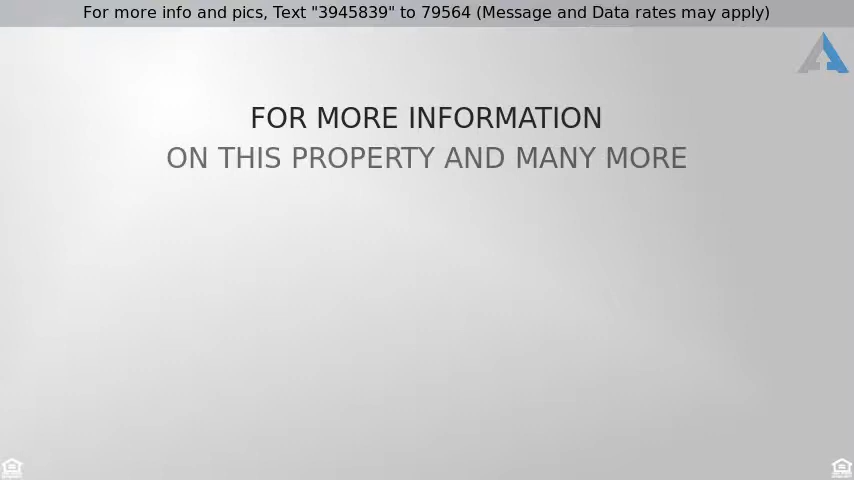 For more info and pics, Text "3945839" to 79564 (Message and Data rates may apply)
FOR MORE INFORMATION
ON THIS PROPERTY AND MANY MORE